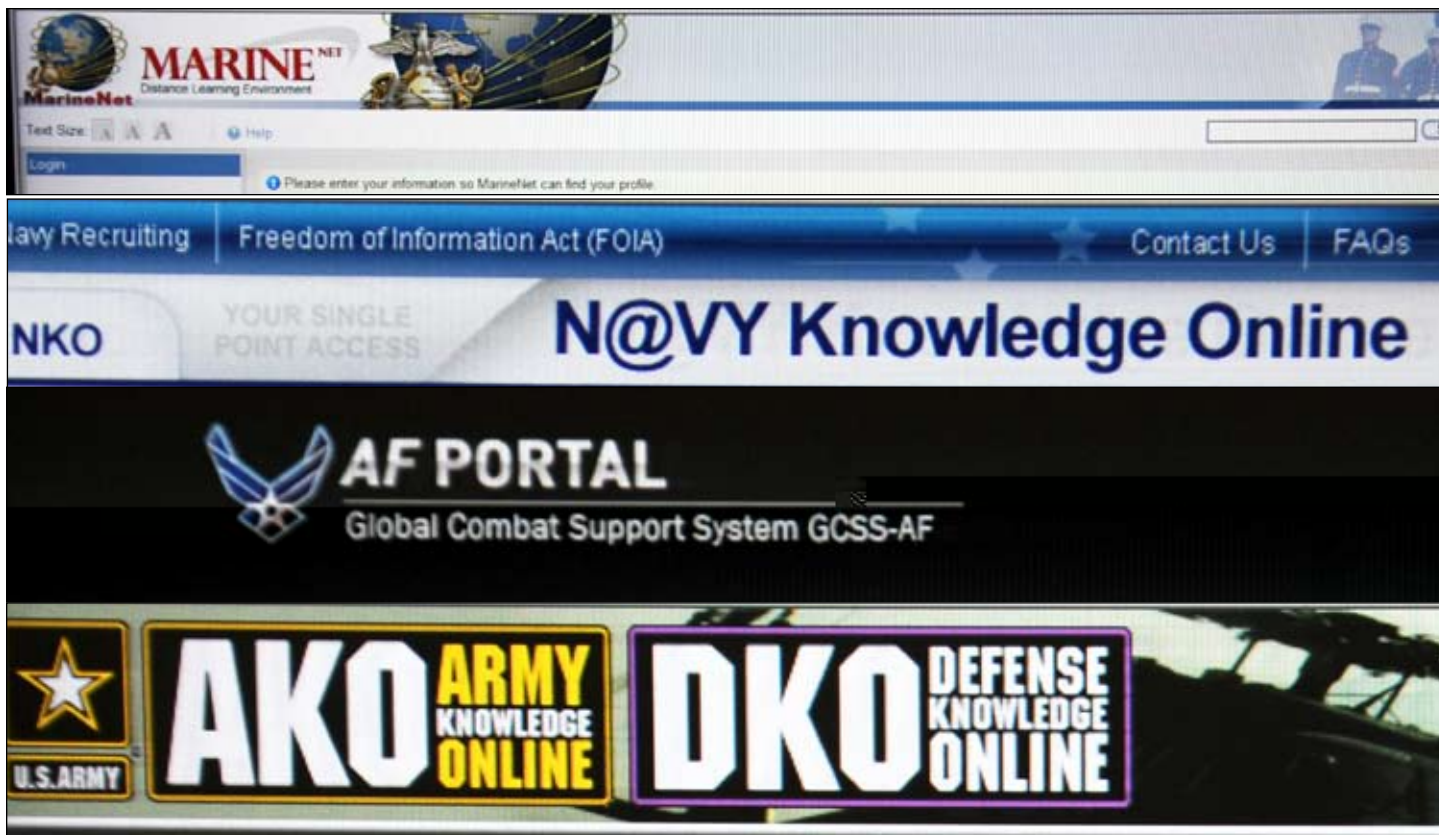 MarineNet
MARINE NET
Distance Learning Environment
Text Size: A A A Help
Login
Please enter your information so MarineNet can find your profile.
avy Recruiting Freedom of Information Act (FOIA) Contact Us FAQs
NKO
YOUR SINGLE
POINT ACCESS
N@VY Knowledge Online
AF PORTAL
Global Combat Support System GCSS-AF
U.S.ARMY
AKO ARMY
KNOWLEDGE
ONLINE
DKO DEFENSE
KNOWLEDGE
ONLINE